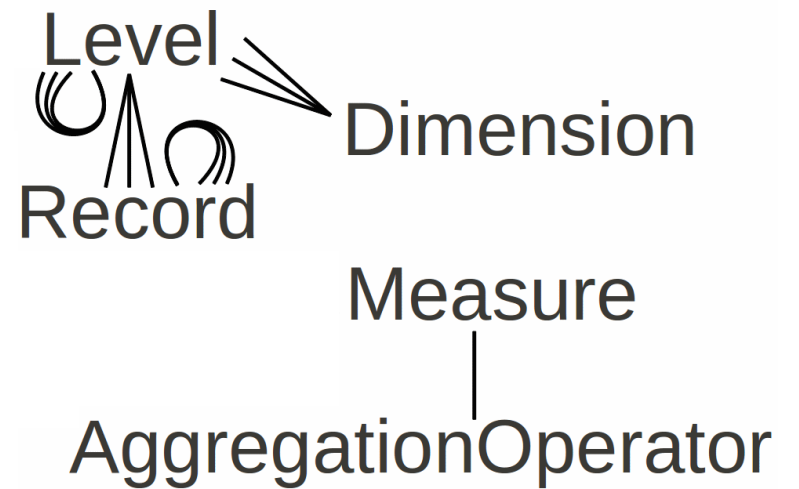 Level
Dimension
Record
Measure
AggregationOperator